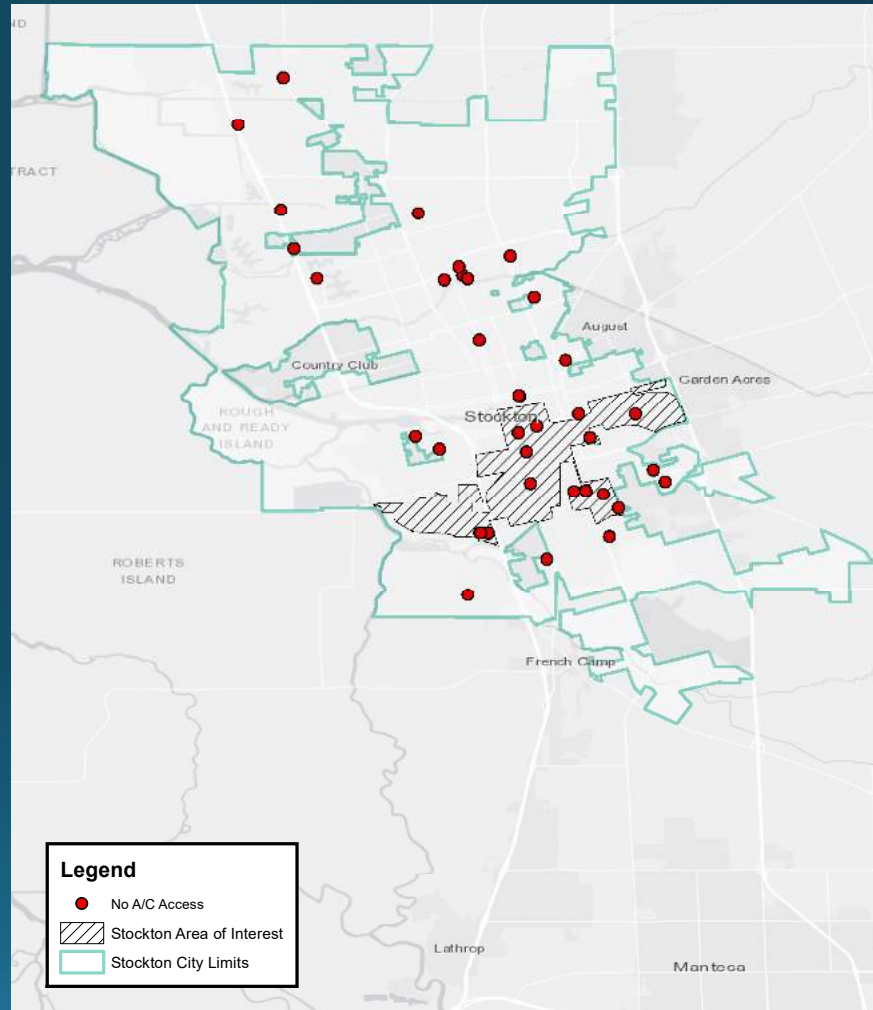 ND
TRACT
August
Country Club
Garden Acres
ROUGH
AND READY
ISLAND
Stockton
ROBERTS
ISLAND
French Camp
Legend
No A/C Access
Stockton Area of Interest
Stockton City Limits
Lathrop
Manteca